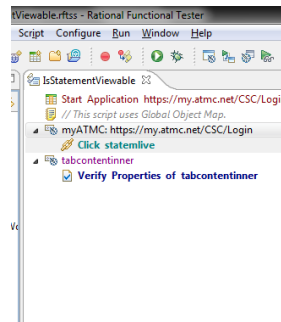 tViewable.rftss - Rational Functional Tester
Script Configure Run Window Help
IsStatementViewable
Start Application https://my.atmc.net/CSC/Logi
// This script uses Global Object Map.
myATMC: https://my.atmc.net/CSC/Login
Click statemlive
tabcontentinner
Verify Properties of tabcontentinner